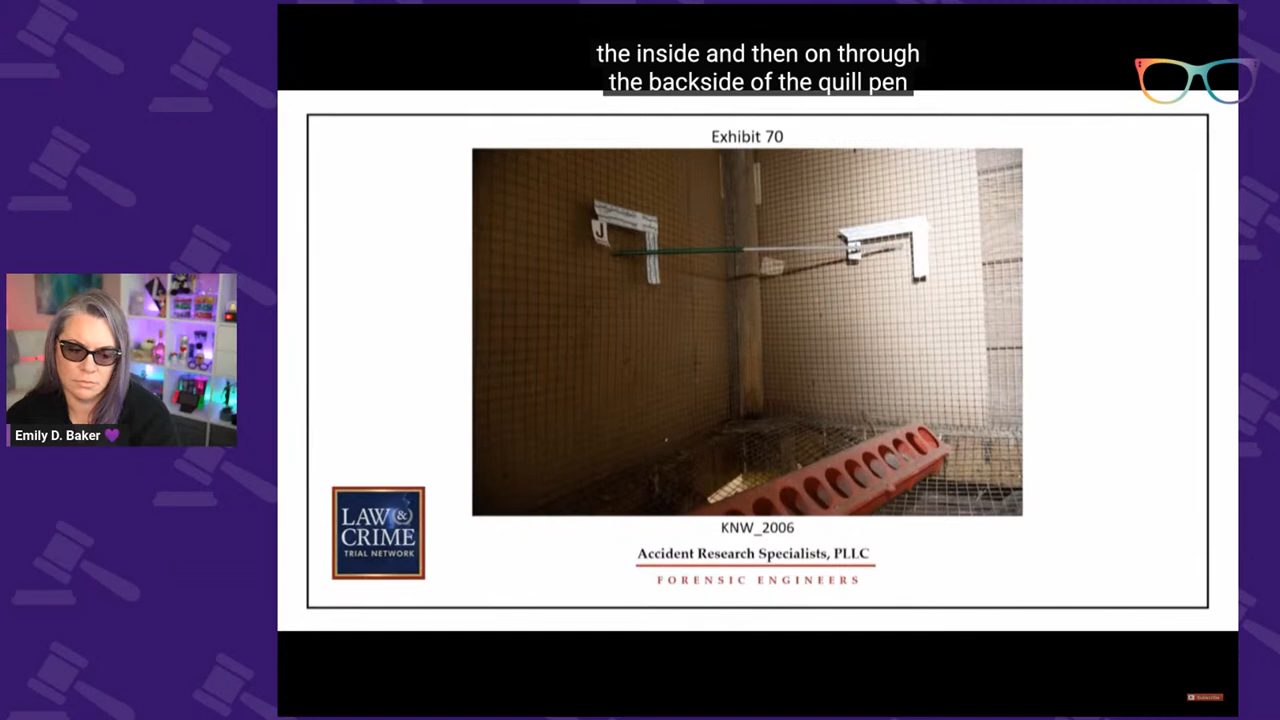 the inside and then on through
the backside of the quill pen
Exhibit 70
J
KNW_2006
Accident Research Specialists, PLLC
FORENSIC ENGINEERS
LAW &
CRIME
TRIAL NETWORK
Emily D. Baker 💜
Subscribe